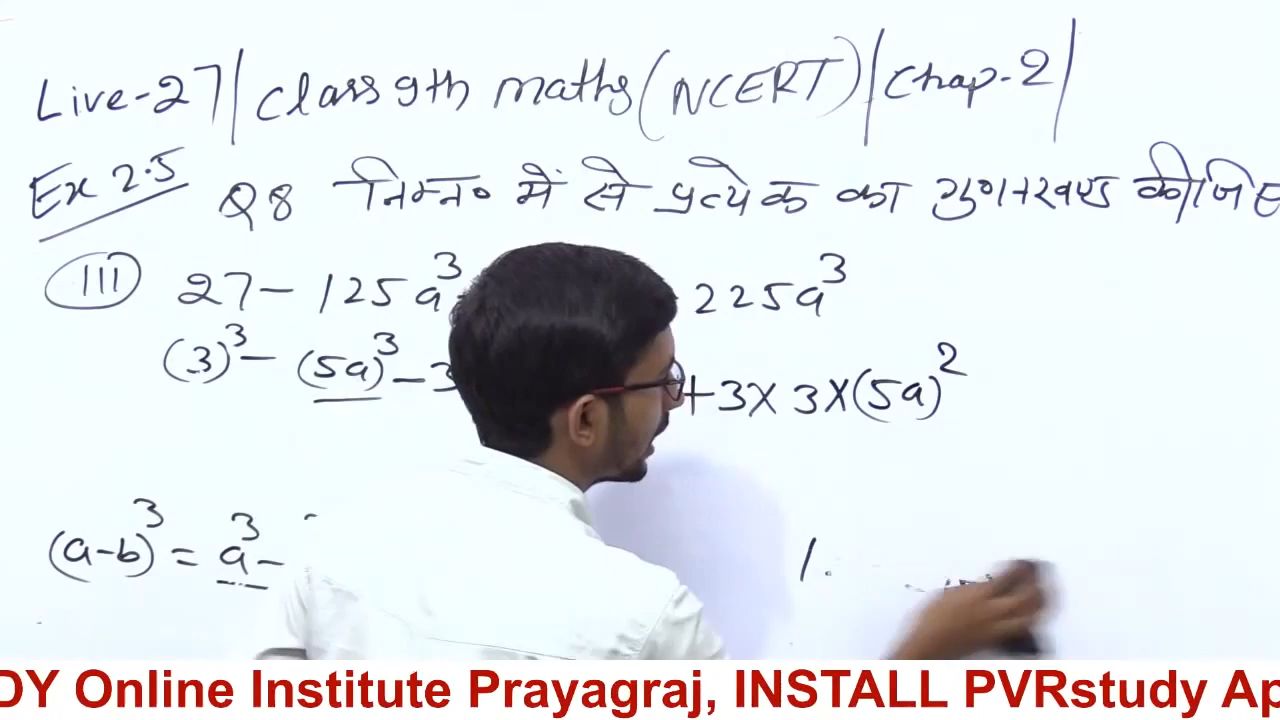 Live-27| Class 9th maths (NCERT) | Chap-2|
Ex 2.5 Q8 निम्न० में से प्रत्येक का गुणनखण्ड कीजिए
(III) 27 - 125a³ 225a³
(3)³ - (5a)³ - 3 + 3 × 3 × (5a)²
(a-b)³ = a³ -
DY Online Institute Prayagraj, INSTALL PVRstudy Ap